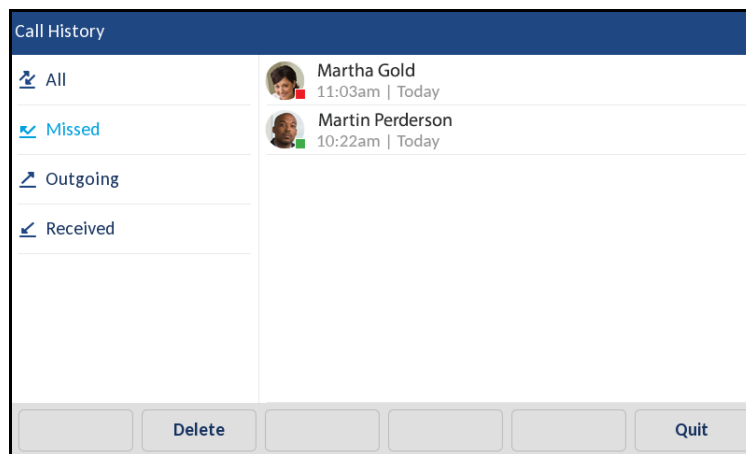 Call History
All
Missed
Outgoing
Received
Martha Gold
11:03am | Today
Martin Perderson
10:22am | Today
Delete
Quit